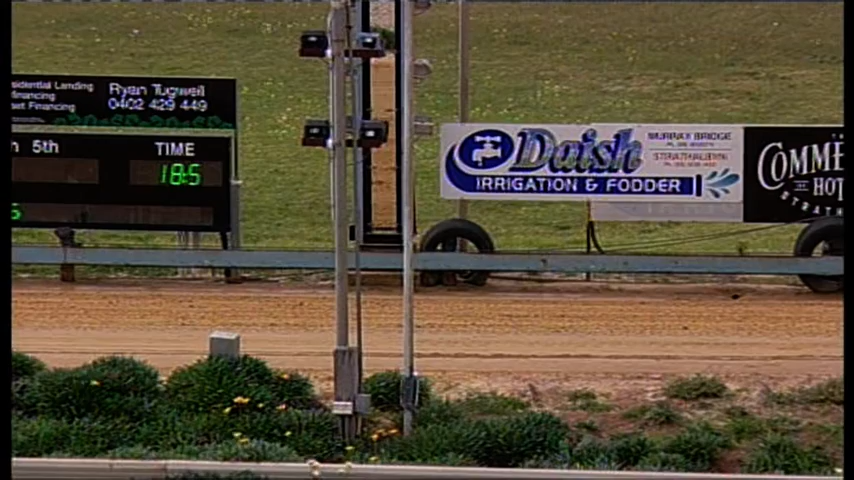 sidential Lending
financing
set Financing
Ryan Tugwell
0402 429 449
5th
TIME
18:5
5
Daish
IRRIGATION & FODDER
MURRAY BRIDGE
STRATHALBYN
COMME
HOT
STRATH